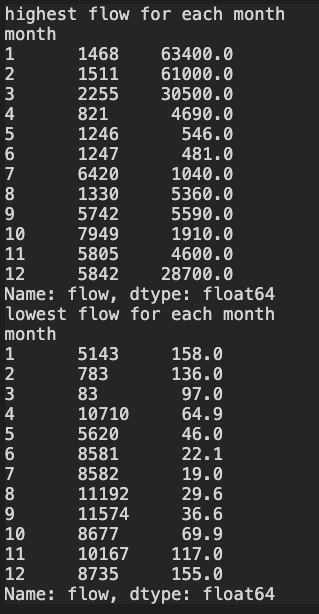 highest flow for each month
month
1      1468     63400.0
2      1511     61000.0
3      2255     30500.0
4      821       4690.0
5      1246       546.0
6      1247       481.0
7      6420      1040.0
8      1330      5360.0
9      5742      5590.0
10     7949      1910.0
11     5805      4600.0
12     5842     28700.0
Name: flow, dtype: float64
lowest flow for each month
month
1      5143     158.0
2      783      136.0
3      83        97.0
4      10710     64.9
5      5620      46.0
6      8581      22.1
7      8582      19.0
8      11192     29.6
9      11574     36.6
10     8677      69.9
11     10167    117.0
12     8735     155.0
Name: flow, dtype: float64